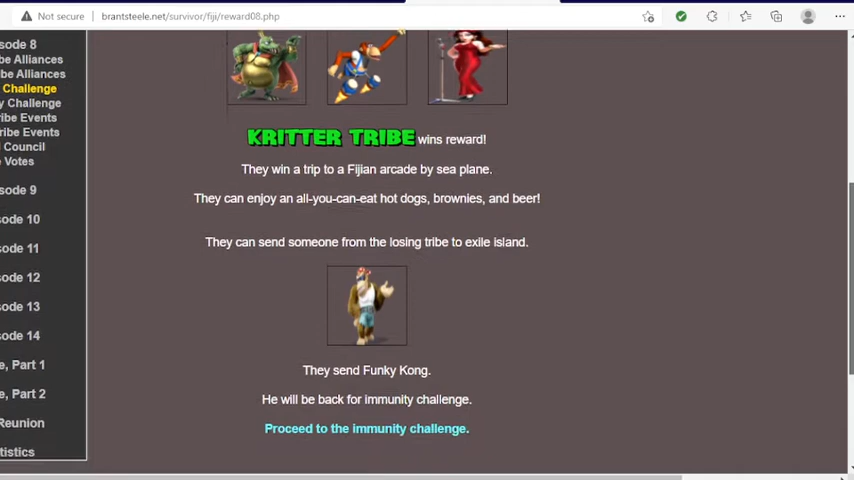 Not secure | brantsteele.net/survivor/fiji/reward08.php
sode 8
be Alliances
be Alliances
Challenge
y Challenge
ribe Events
ribe Events
l Council
e Votes
sode 9
sode 10
sode 11
sode 12
sode 13
sode 14
e, Part 1
e, Part 2
Reunion
tistics
KRITTER TRIBE wins reward!
They win a trip to a Fijian arcade by sea plane.
They can enjoy an all-you-can-eat hot dogs, brownies, and beer!
They can send someone from the losing tribe to exile island.
They send Funky Kong.
He will be back for immunity challenge.
Proceed to the immunity challenge.